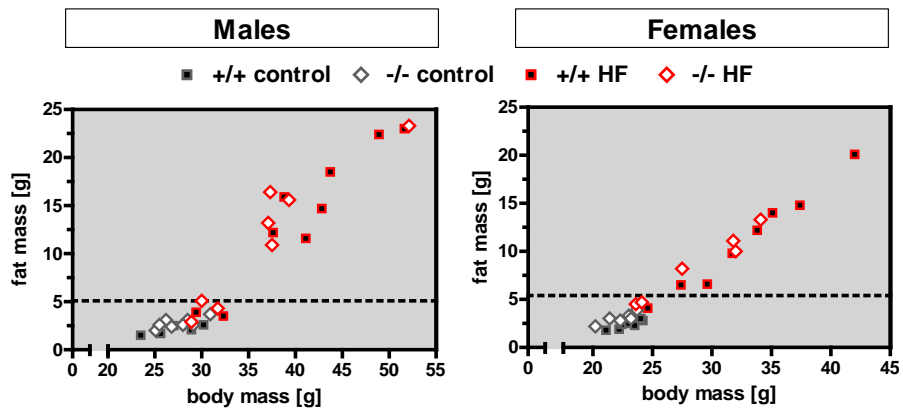 Males Females
+/+ control -/- control +/+ HF -/- HF
fat mass [g]
25
20
15
10
5
0
0 20 25 30 35 40 45 50 55
body mass [g]
fat mass [g]
25
20
15
10
5
0
0 20 25 30 35 40 45
body mass [g]